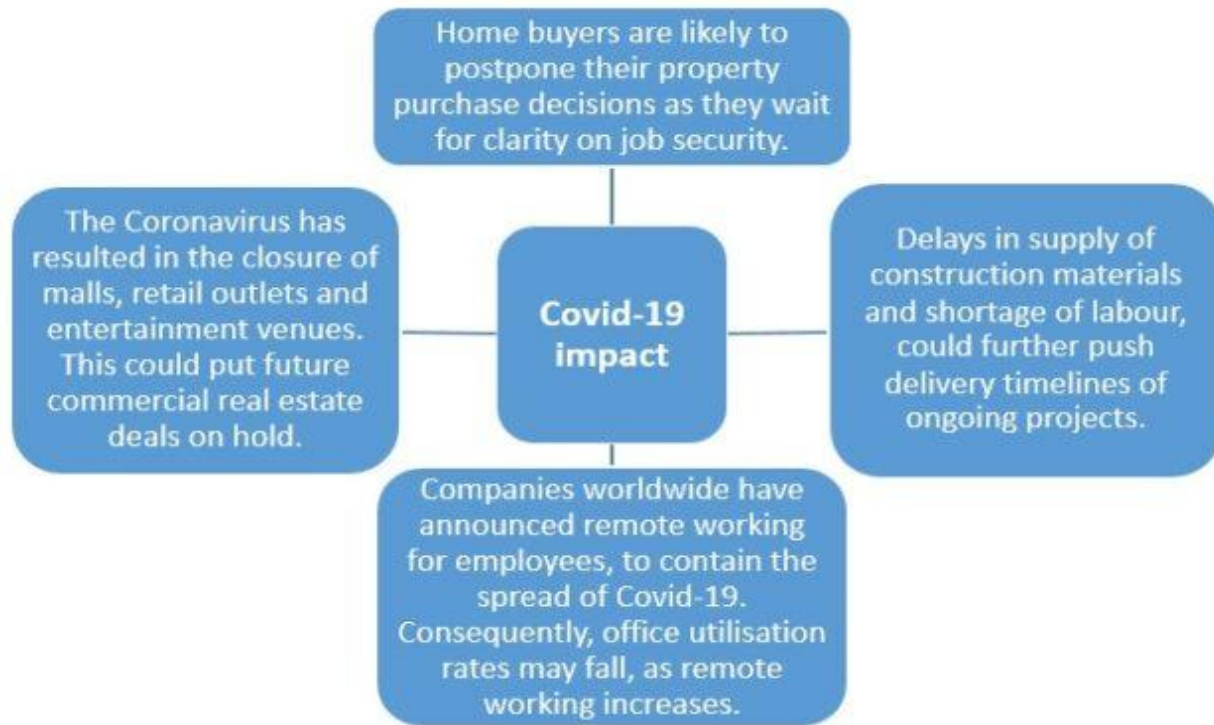 Home buyers are likely to
postpone their property
purchase decisions as they wait
for clarity on job security.
The Coronavirus has
resulted in the closure of
malls, retail outlets and
entertainment venues.
This could put future
commercial real estate
deals on hold.
Covid-19
impact
Delays in supply of
construction materials
and shortage of labour,
could further push
delivery timelines of
ongoing projects.
Companies worldwide have
announced remote working
for employees, to contain the
spread of Covid-19.
Consequently, office utilisation
rates may fall, as remote
working increases.